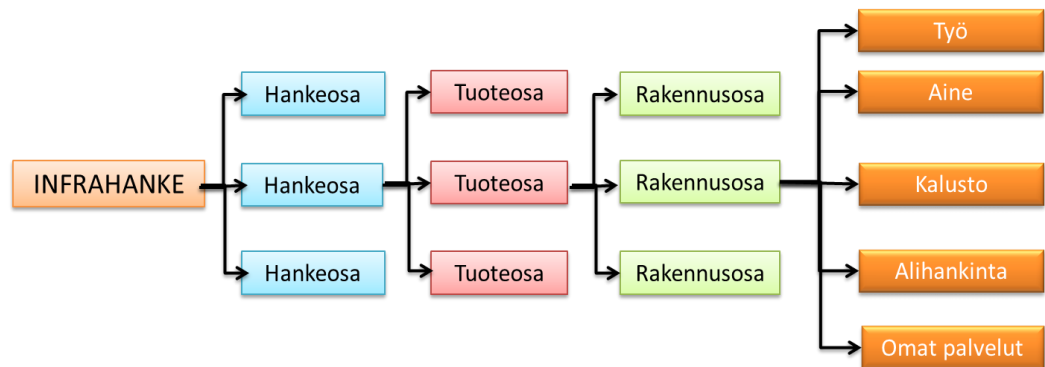 INFRAHANKE
Hankeosa
Hankeosa
Hankeosa
Tuoteosa
Tuoteosa
Tuoteosa
Rakennusosa
Rakennusosa
Rakennusosa
Työ
Aine
Kalusto
Alihankinta
Omat palvelut